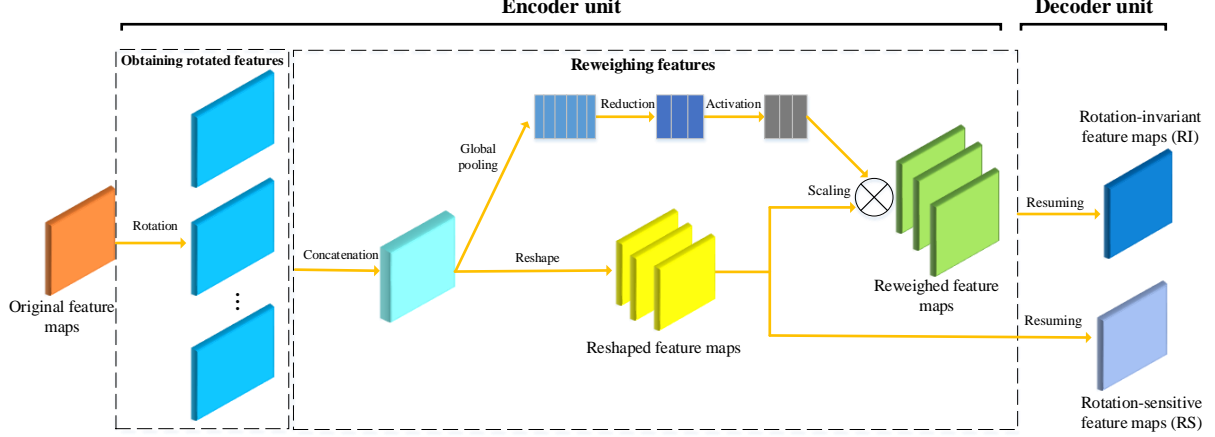 Encoder unit
Decoder unit
Obtaining rotated features
Reweighing features
Reduction
Activation
Global
pooling
Rotation-invariant
feature maps (RI)
Scaling
Rotation
Resuming
Concatenation
Reshape
Original feature
maps
Reweighed feature
maps
...
Resuming
Reshaped feature maps
Rotation-sensitive
feature maps (RS)